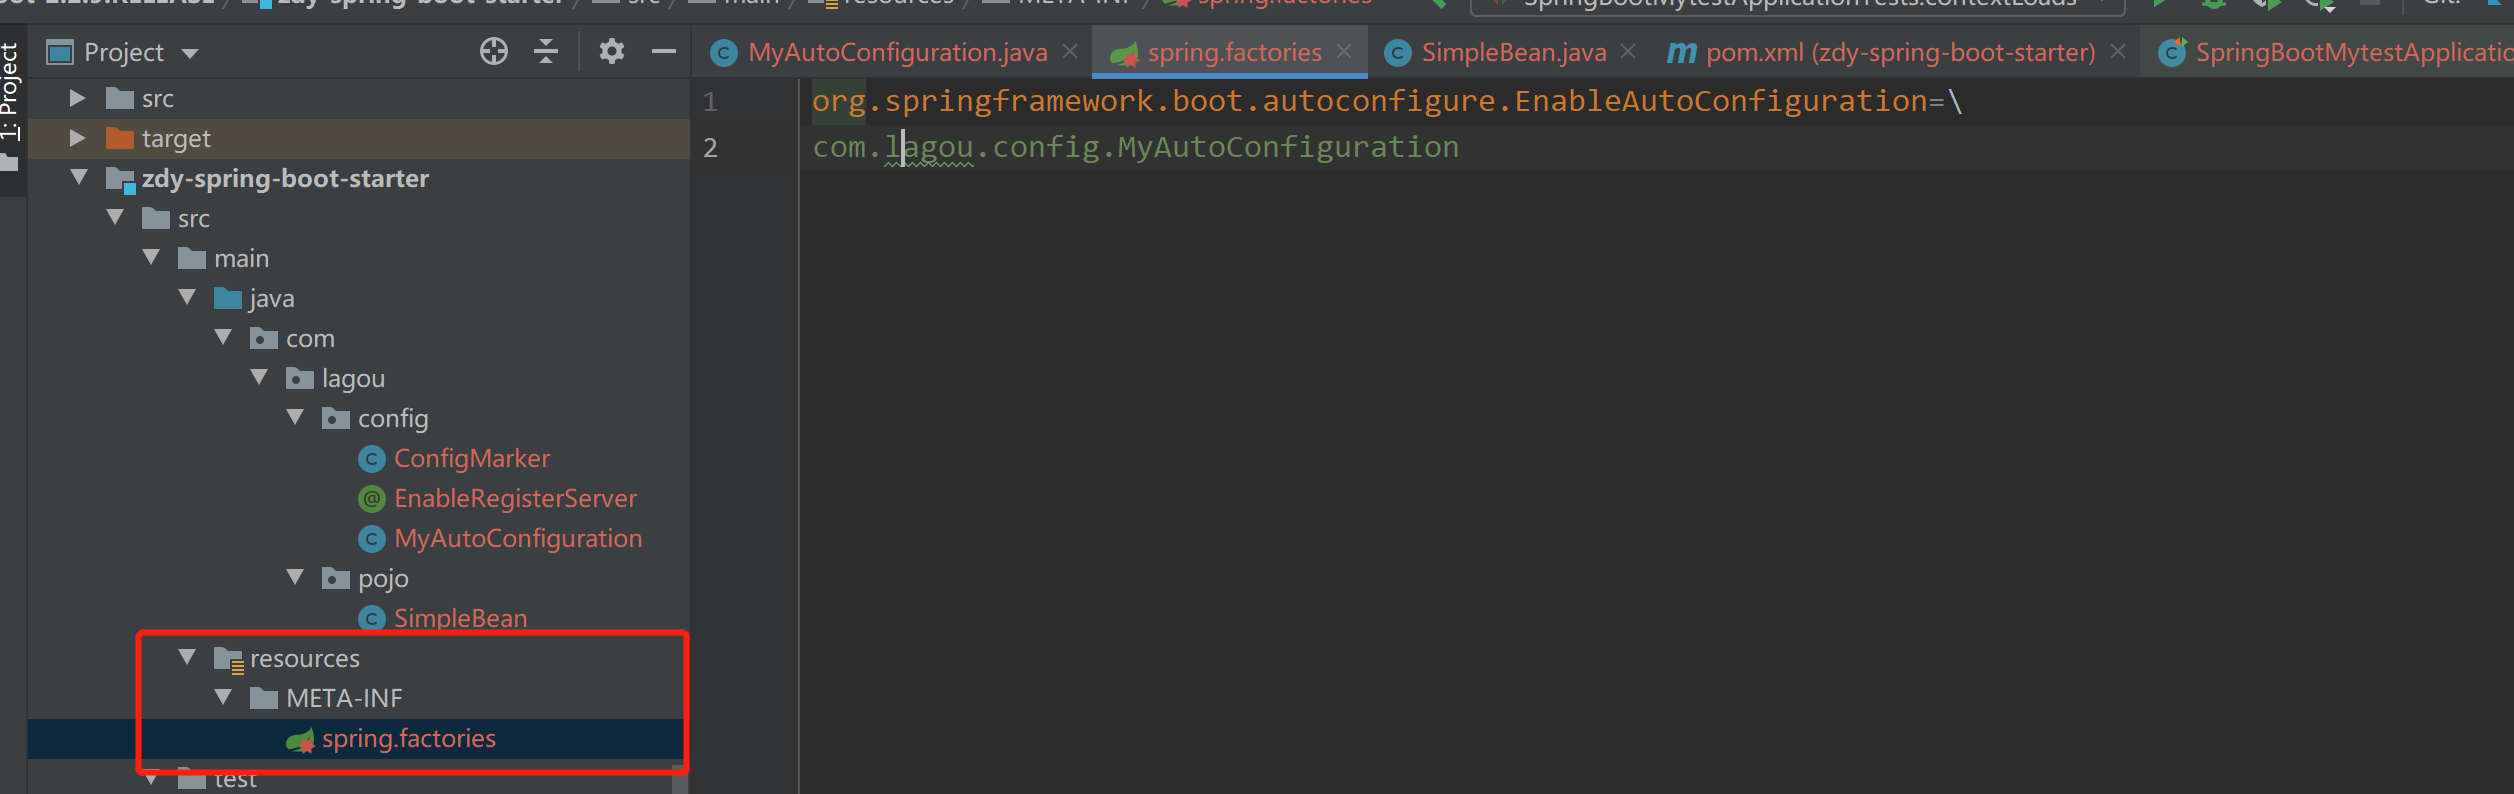 zdy-spring-boot-starter / src / main / resources / META-INF / spring.factories SpringBootMytestApplicationTests.contextLoads Git:
1: Project
Project
MyAutoConfiguration.java spring.factories SimpleBean.java pom.xml (zdy-spring-boot-starter) SpringBootMytestApplicatio
src
target
zdy-spring-boot-starter
src
main
java
com
lagou
config
ConfigMarker
EnableRegisterServer
MyAutoConfiguration
pojo
SimpleBean
resources
META-INF
spring.factories
test
1 org.springframework.boot.autoconfigure.EnableAutoConfiguration=\
2 com.lagou.config.MyAutoConfiguration